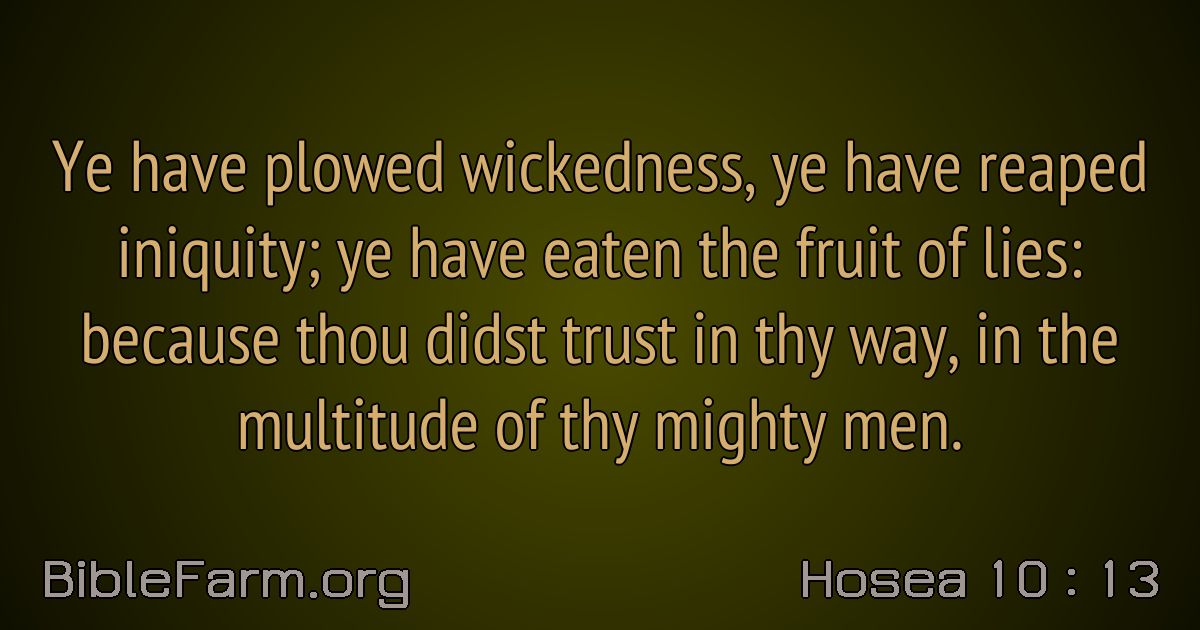 Ye have plowed wickedness, ye have reaped
iniquity; ye have eaten the fruit of lies:
because thou didst trust in thy way, in the
multitude of thy mighty men.
BibleFarm.org
Hosea 10 : 13